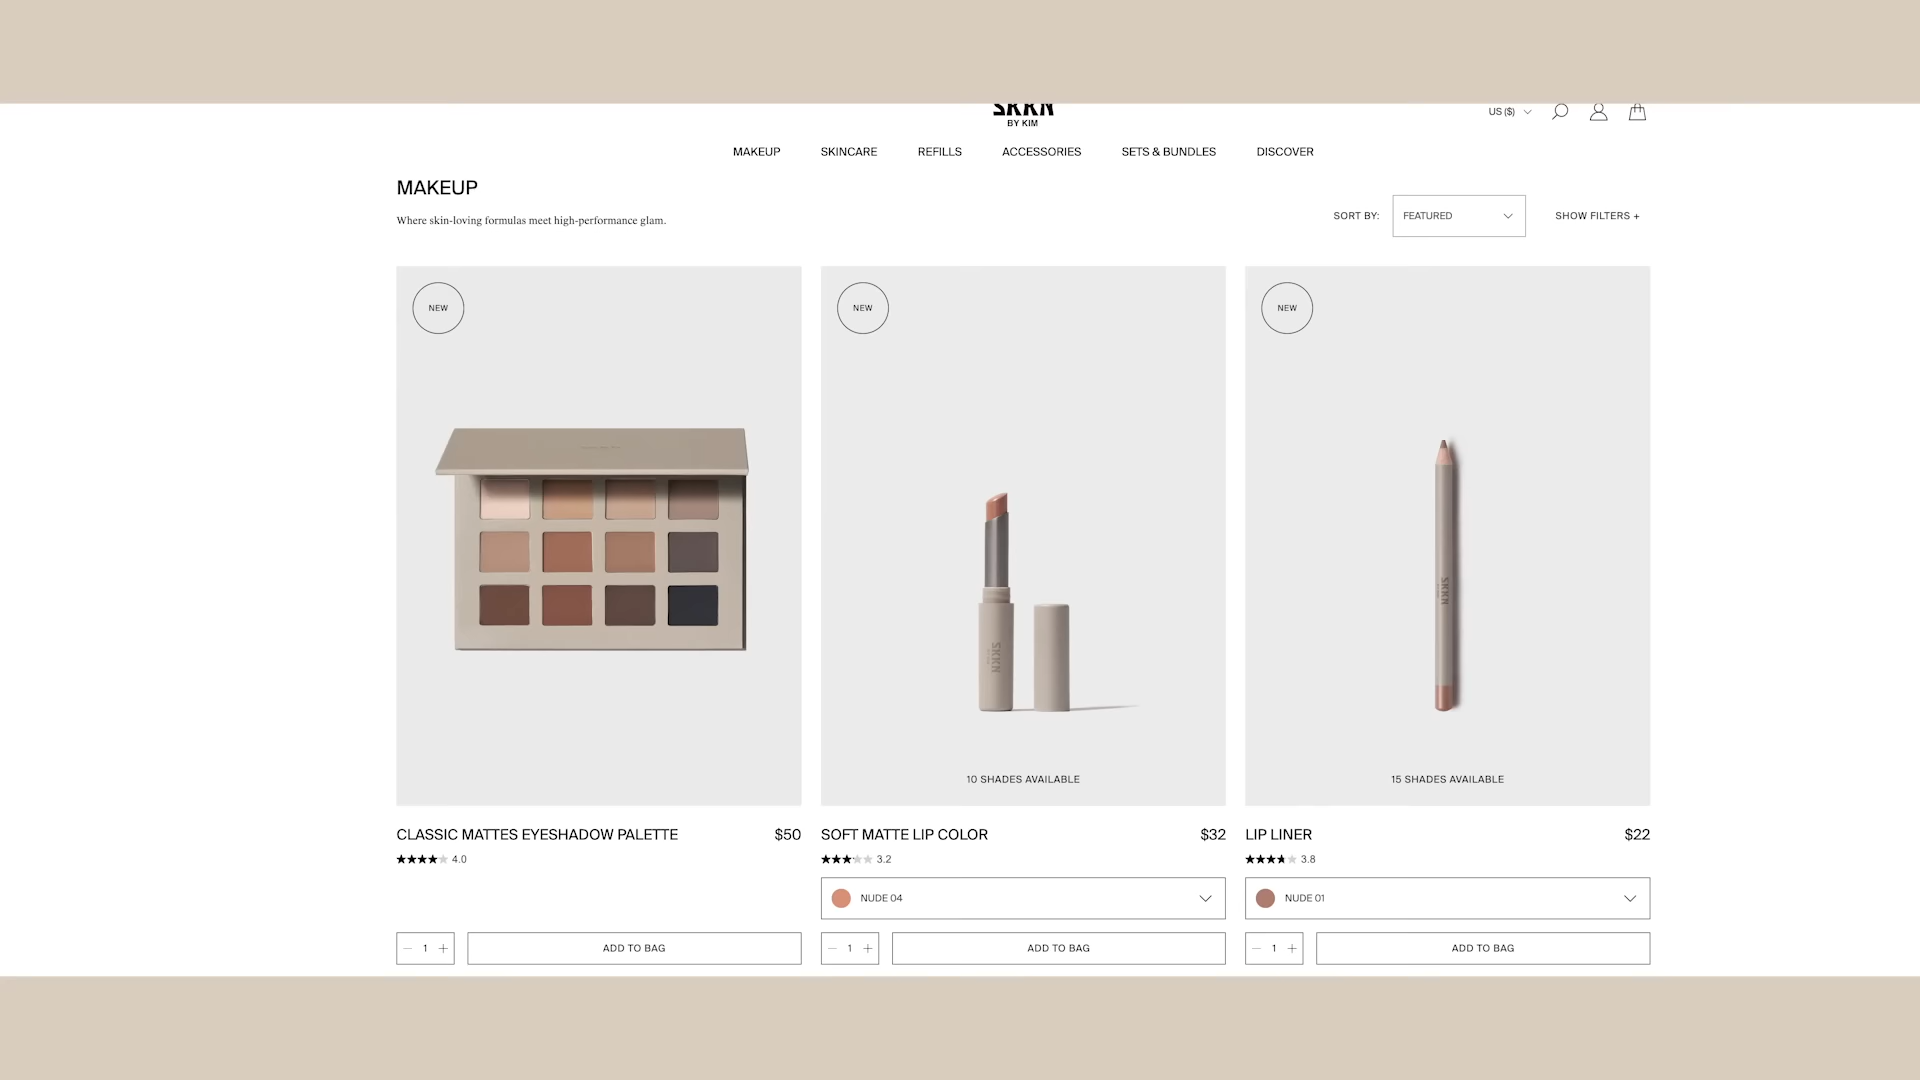 SKKN
BY KIM
US ($)
MAKEUP SKINCARE REFILLS ACCESSORIES SETS & BUNDLES DISCOVER
MAKEUP
Where skin-loving formulas meet high-performance glam.
SORT BY: FEATURED SHOW FILTERS +
NEW
NEW
NEW
SKKN
SKKN
10 SHADES AVAILABLE
15 SHADES AVAILABLE
CLASSIC MATTES EYESHADOW PALETTE $50
4.0
SOFT MATTE LIP COLOR $32
3.2
LIP LINER $22
3.8
NUDE 04
NUDE 01
— 1 + ADD TO BAG
— 1 + ADD TO BAG
— 1 + ADD TO BAG